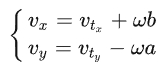 v_x = v_{t_x} + ωb
v_y = v_{t_y} − ωa